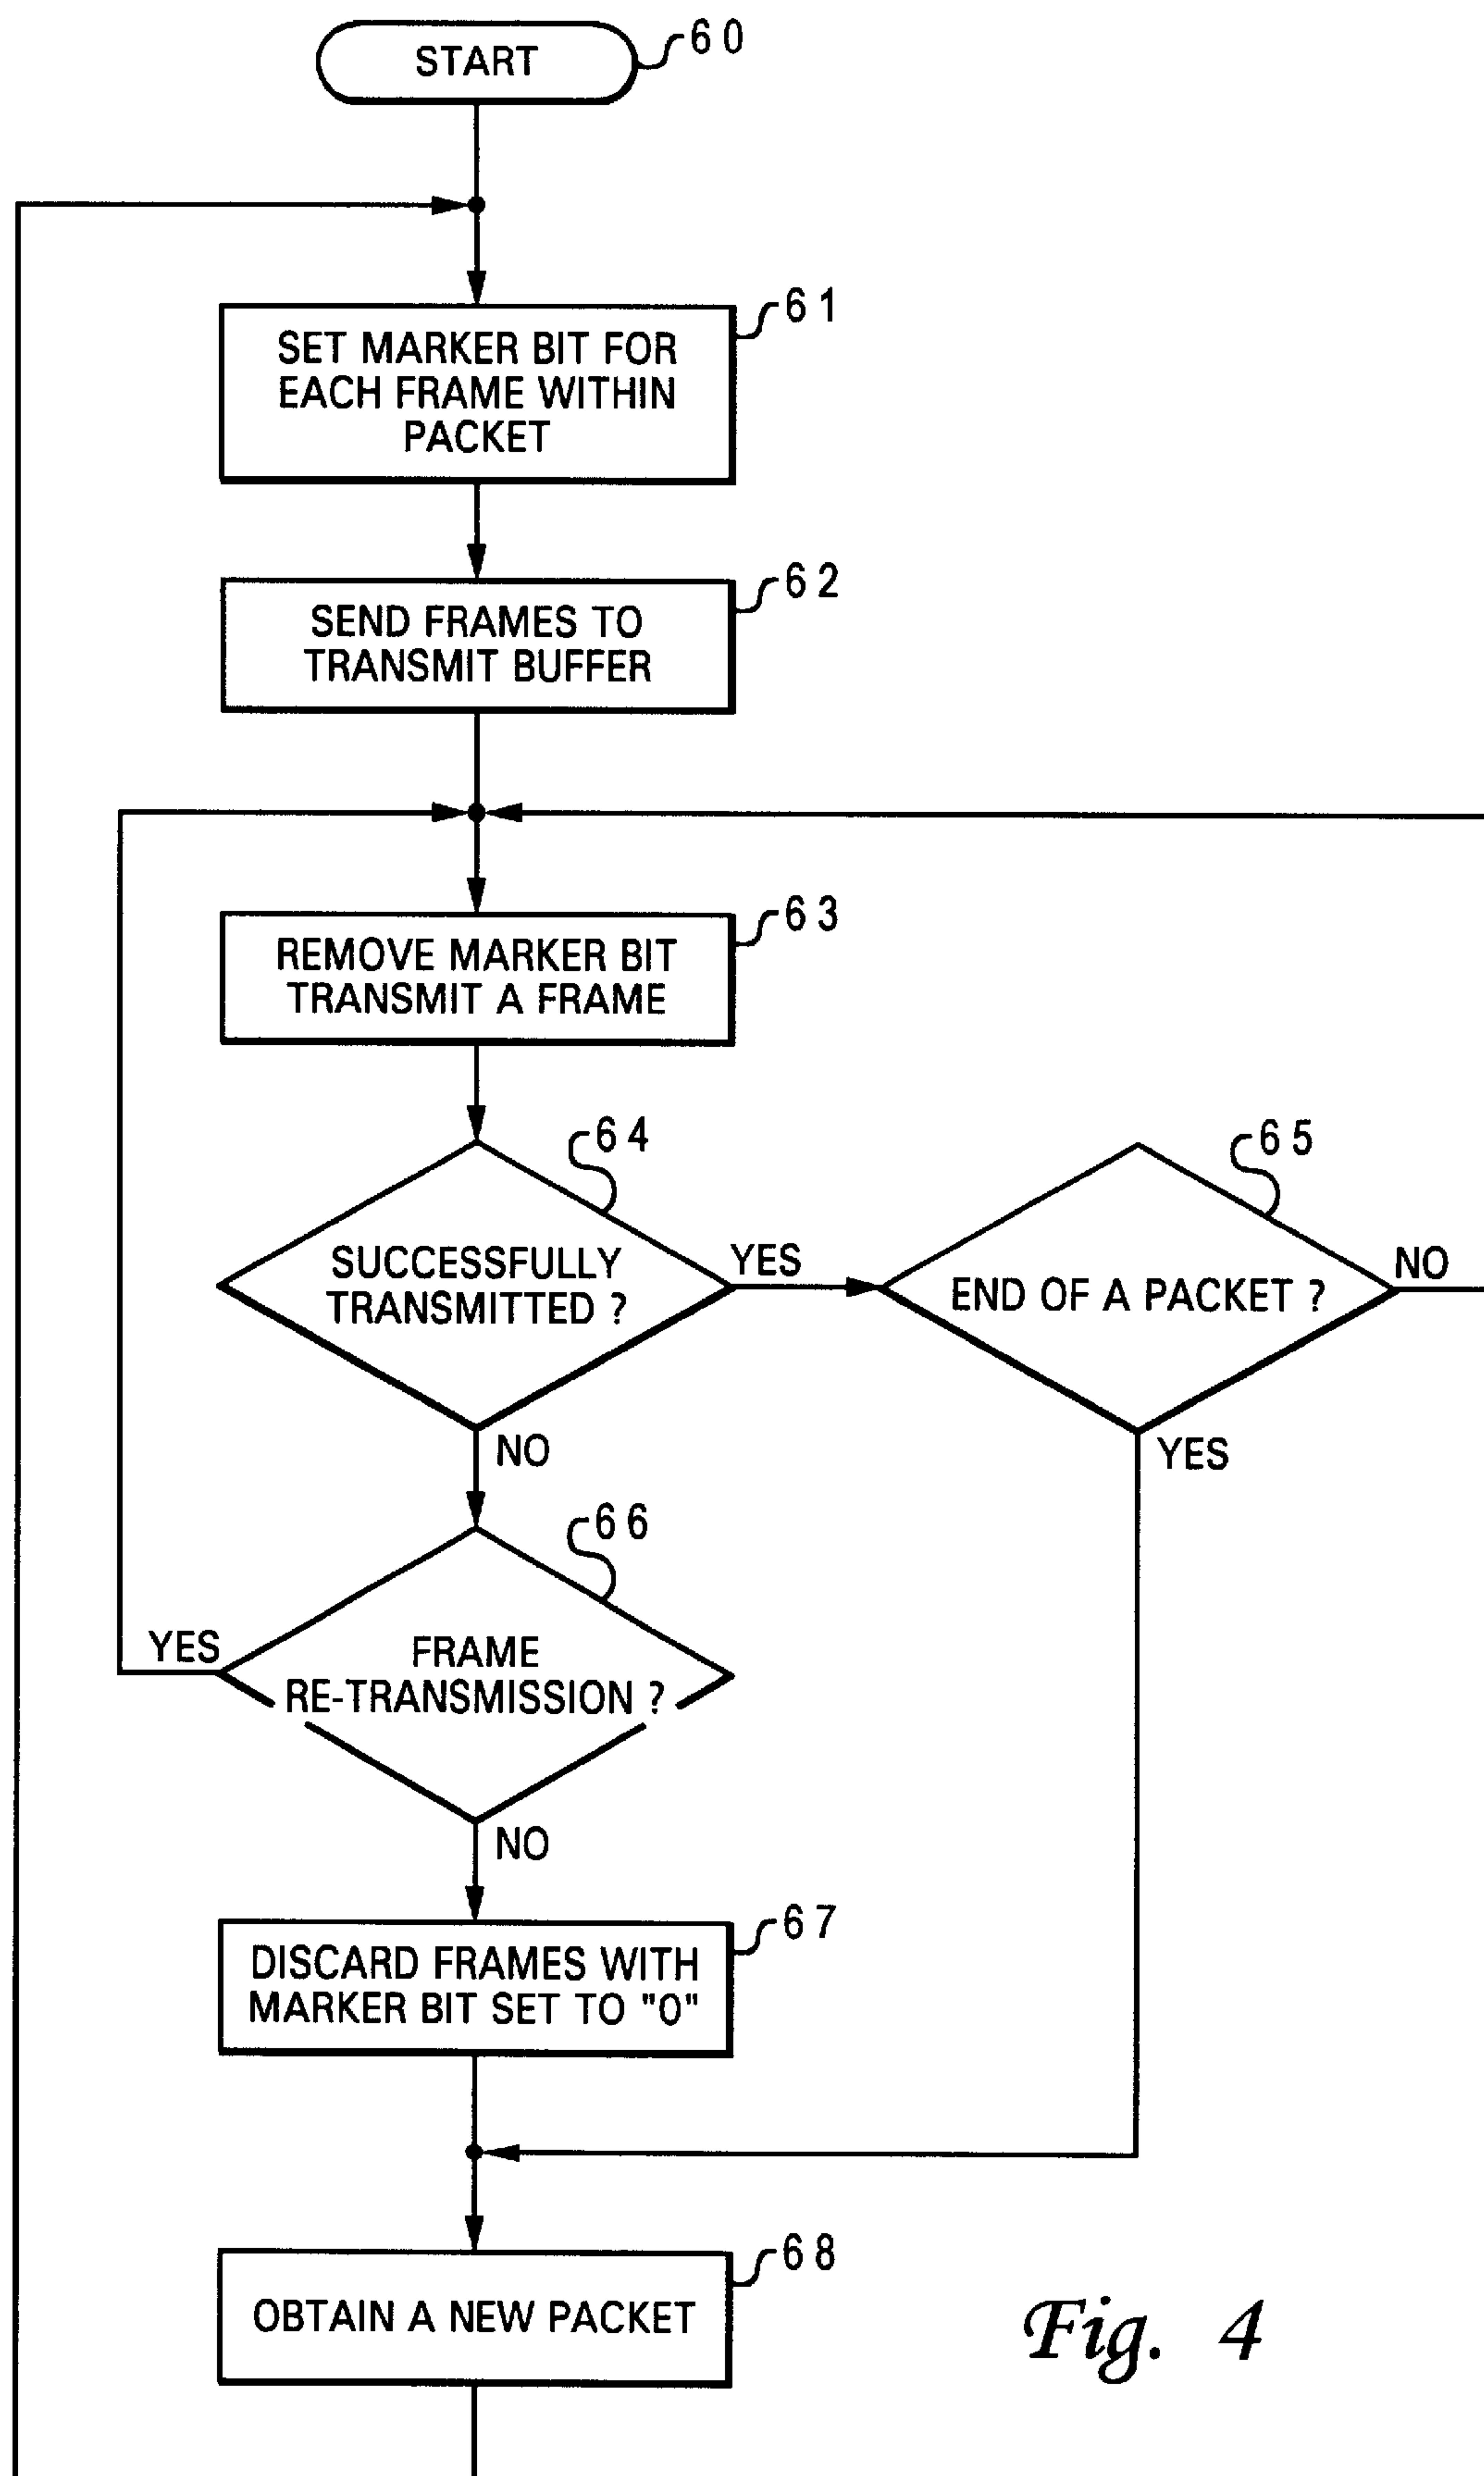 START
60
61
SET MARKER BIT FOR
EACH FRAME WITHIN
PACKET
62
SEND FRAMES TO
TRANSMIT BUFFER
63
REMOVE MARKER BIT
TRANSMIT A FRAME
64
SUCCESSFULLY
TRANSMITTED ?
YES
65
END OF A PACKET ?
NO
NO
YES
66
FRAME
RE-TRANSMISSION ?
YES
NO
67
DISCARD FRAMES WITH
MARKER BIT SET TO "0"
68
OBTAIN A NEW PACKET
Fig. 4